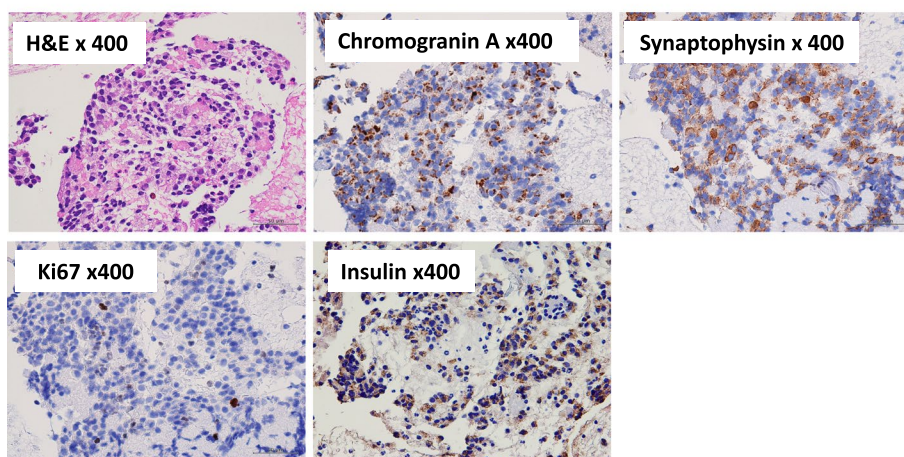 H&E x 400
Chromogranin A x400
Synaptophysin x 400
Ki67 x400
Insulin x400